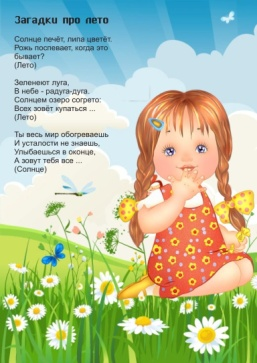 Загадки про лето
Солнце печёт, липа цветёт.
Рожь поспевает, когда это
бывает?
(Лето)
Зеленеют луга,
В небе - радуга-дуга.
Солнцем озеро согрето:
Всех зовёт купаться ...
(Лето)
Ты весь мир обогреваешь
И усталости не знаешь,
Улыбаешься в оконце,
А зовут тебя все ...
(Солнце)